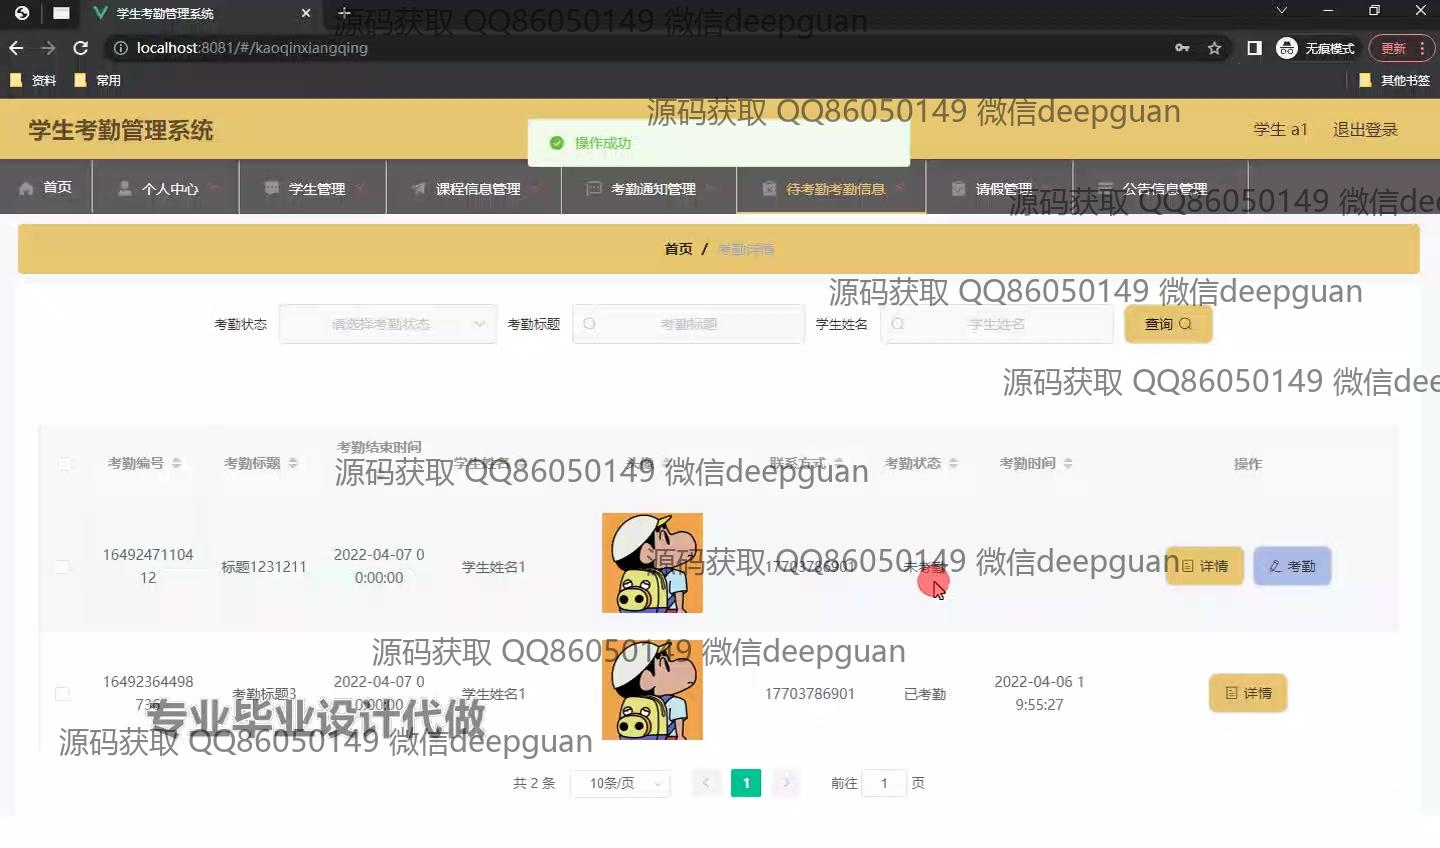 学生考勤管理系统
localhost:8081/#/kaoqinxiangqing
无痕模式
更新
资料
常用
其他书签
源码获取 QQ86050149 微信deepguan
学生考勤管理系统
源码获取 QQ86050149 微信deepguan
学生 a1
退出登录
操作成功
首页
个人中心
学生管理
课程信息管理
考勤通知管理
待考勤考勤信息
请假管理
公告信息管理
源码获取 QQ86050149 微信dee
首页 / 考勤详情
源码获取 QQ86050149 微信deepguan
考勤状态
请选择考勤状态
考勤标题
考勤标题
学生姓名
学生姓名
查询
源码获取 QQ86050149 微信dee
考勤编号
考勤标题
考勤结束时间
学生姓名
头像
联系方式
考勤状态
考勤时间
操作
源码获取 QQ86050149 微信deepguan
16492471104
12
标题1231211
2022-04-07 0
0:00:00
学生姓名1
17703786901
未考勤
详情
考勤
源码获取 QQ86050149 微信deepguan
源码获取 QQ86050149 微信deepguan
16492364498
736
考勤标题3
2022-04-07 0
0:00:00
学生姓名1
17703786901
已考勤
2022-04-06 1
9:55:27
详情
专业毕业设计代做
源码获取 QQ86050149 微信deepguan
共 2 条
10条/页
1
前往
1
页